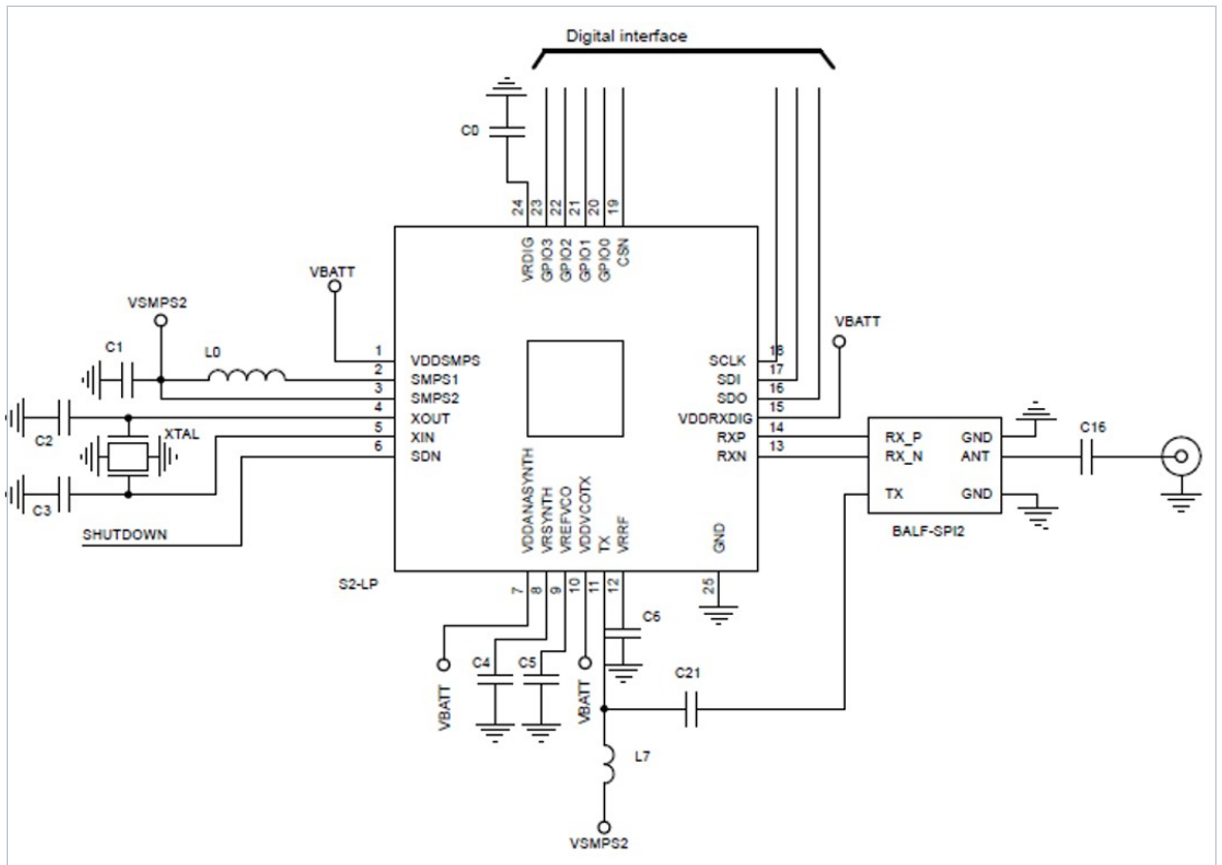 Digital interface
C0
24
23
22
21
20
19
VRDIG
GPIO3
GPIO2
GPIO1
GPIO0
CSN
VBATT
VSMPS2
VBATT
C1
L0
1
VDDSMPS
SCLK
18
2
SMPS1
SDI
17
3
SMPS2
SDO
16
4
XOUT
VDDRXDIG
15
5
XIN
RXP
14
6
SDN
RXN
13
C2
XTAL
C3
SHUTDOWN
RX_P
GND
RX_N
ANT
TX
GND
C16
BALF-SPI2
VDDANASYNTH
VRSYNTH
VREFVCO
VDDVCOTX
TX
VRRF
GND
S2-LP
7
8
9
10
11
12
25
C6
C4
C5
VBATT
VBATT
C21
L7
VSMPS2